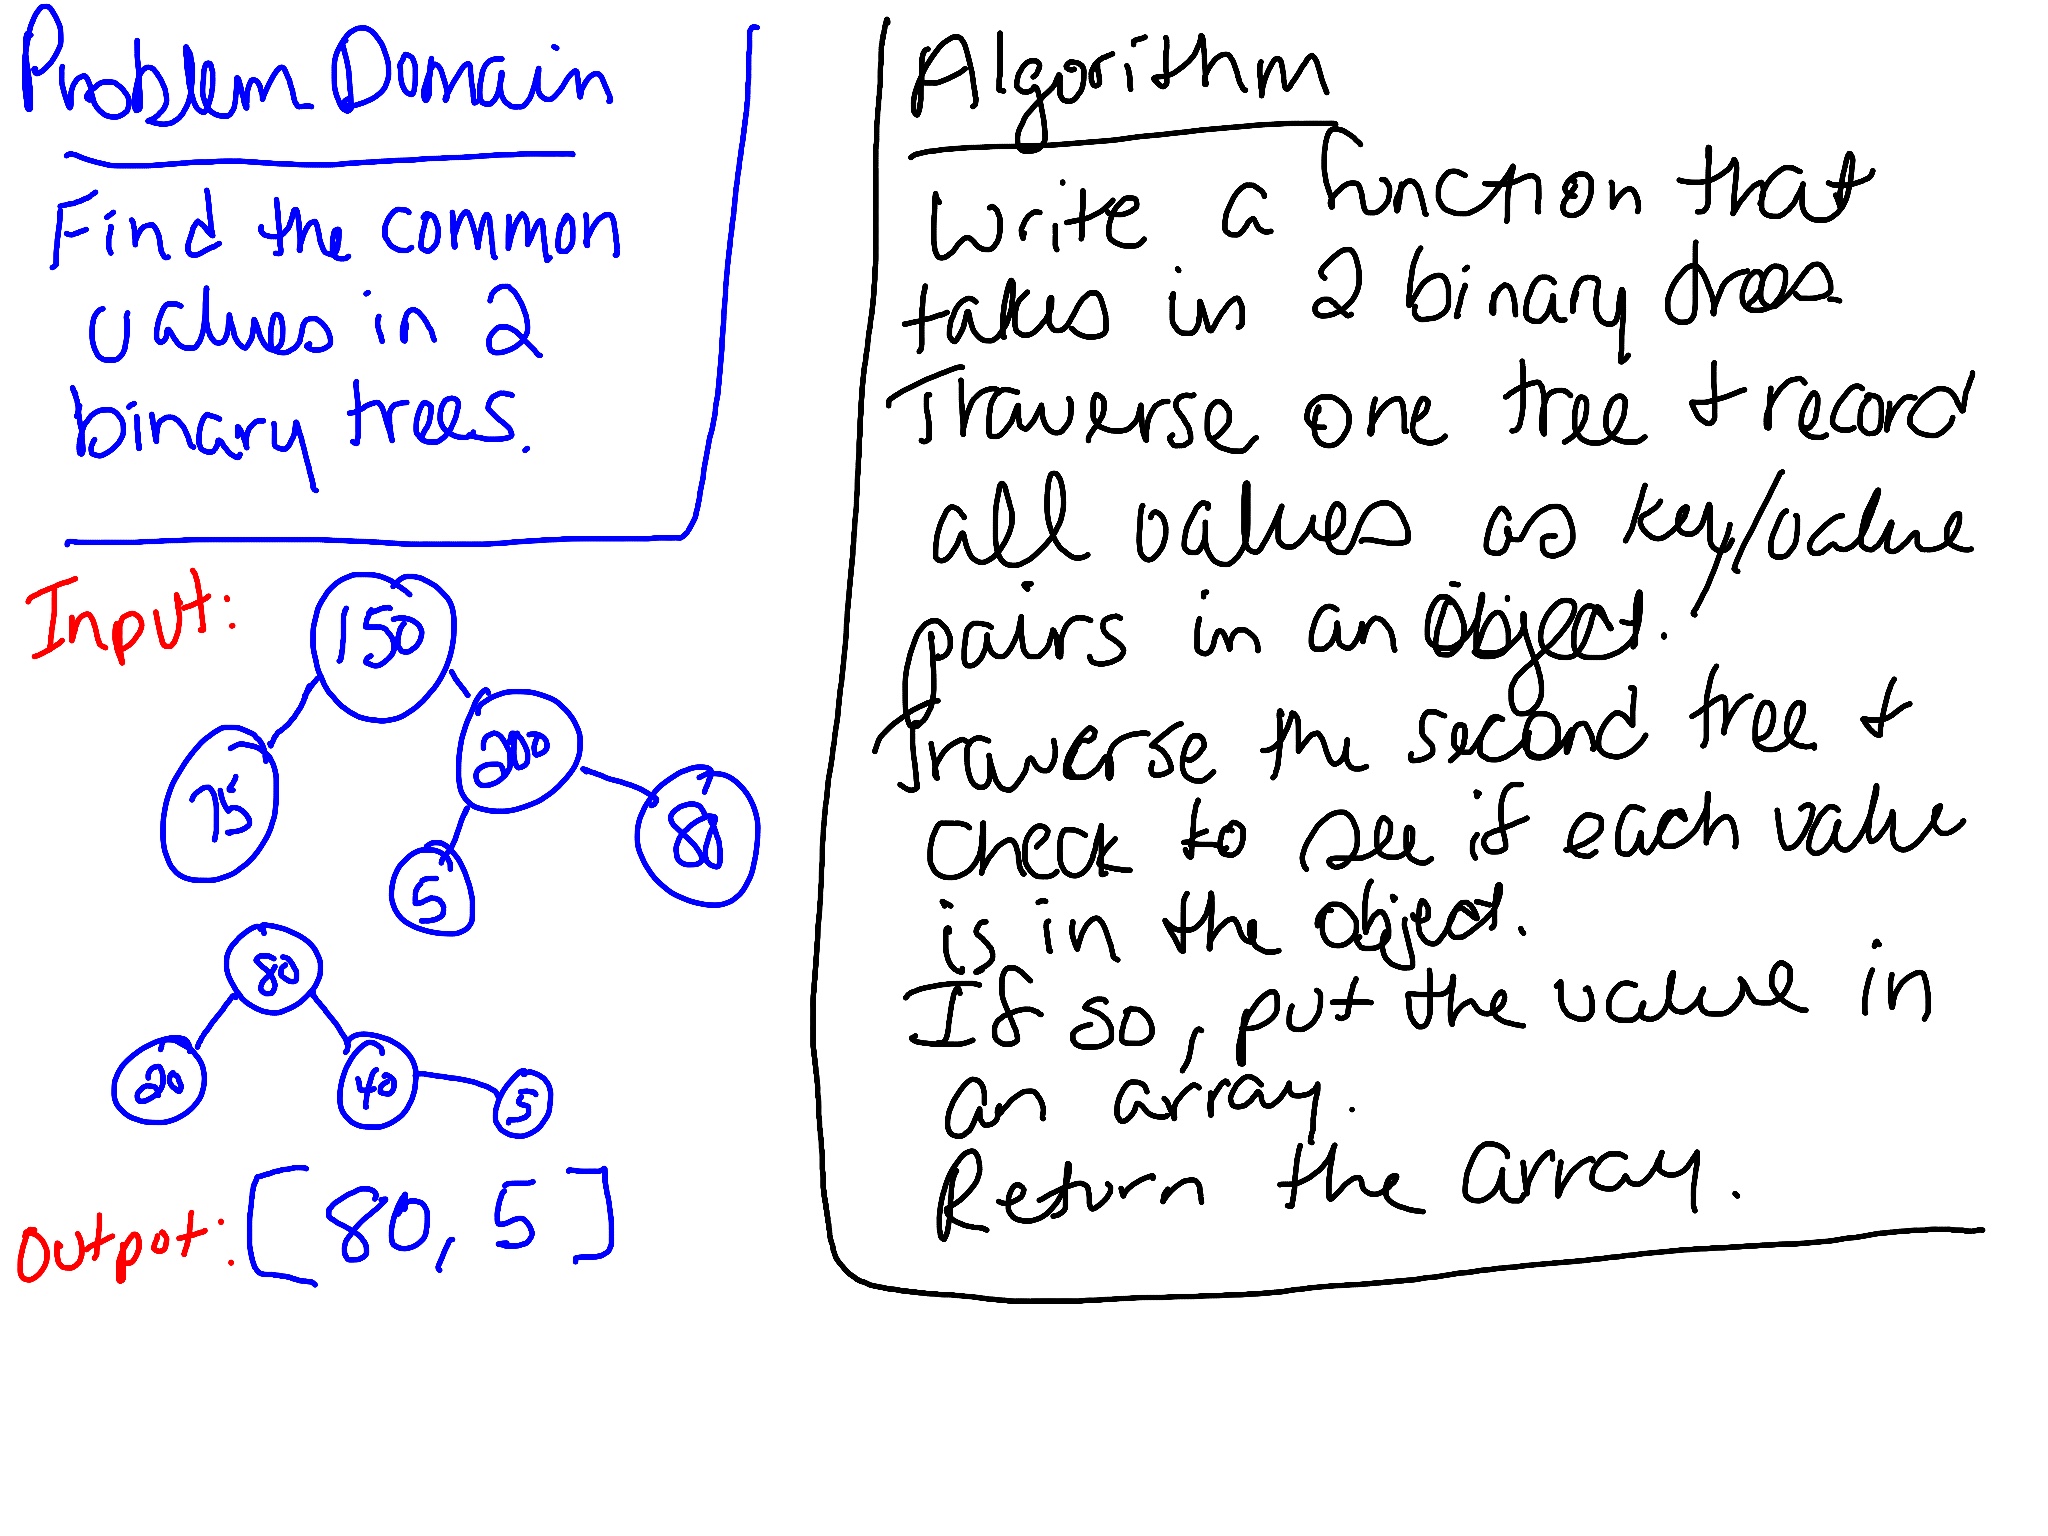 Problem Domain
Find the common
values in 2
binary trees.
Input:
150
75
200
5
80
80
20
40
5
Output: [80, 5]
Algorithm
Write a function that
takes in 2 binary trees
Traverse one tree + record
all values as key/value
pairs in an object.
Traverse the second tree +
check to see if each value
is in the object.
If so, put the value in
an array.
Return the array.